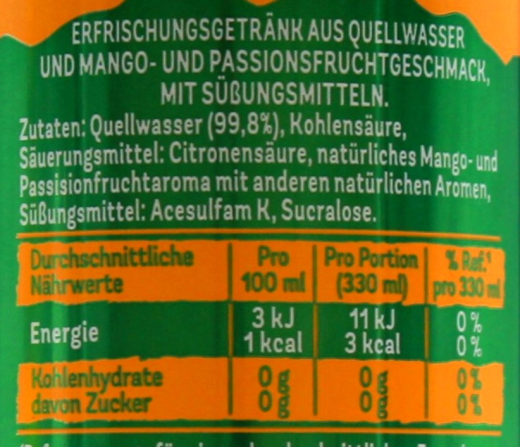 ERFRISCHUNGSGETRÄNK AUS QUELLWASSER
UND MANGO- UND PASSIONSFRUCHTGESCHMACK,
MIT SÜßUNGSMITTELN.
Zutaten: Quellwasser (99,8%), Kohlensäure,
Säuerungsmittel: Citronensäure, natürliches Mango- und
Passisionfruchtaroma mit anderen natürlichen Aromen,
Süßungsmittel: Acesulfam K, Sucralose.
Durchschnittliche Nährwerte Pro 100 ml Pro Portion (330 ml) % Ref.¹ pro 330 ml
Energie 3 kJ 11 kJ 0 %
1 kcal 3 kcal 0 %
Kohlenhydrate 0 g 0 g 0 %
davon Zucker 0 g 0 g 0 %